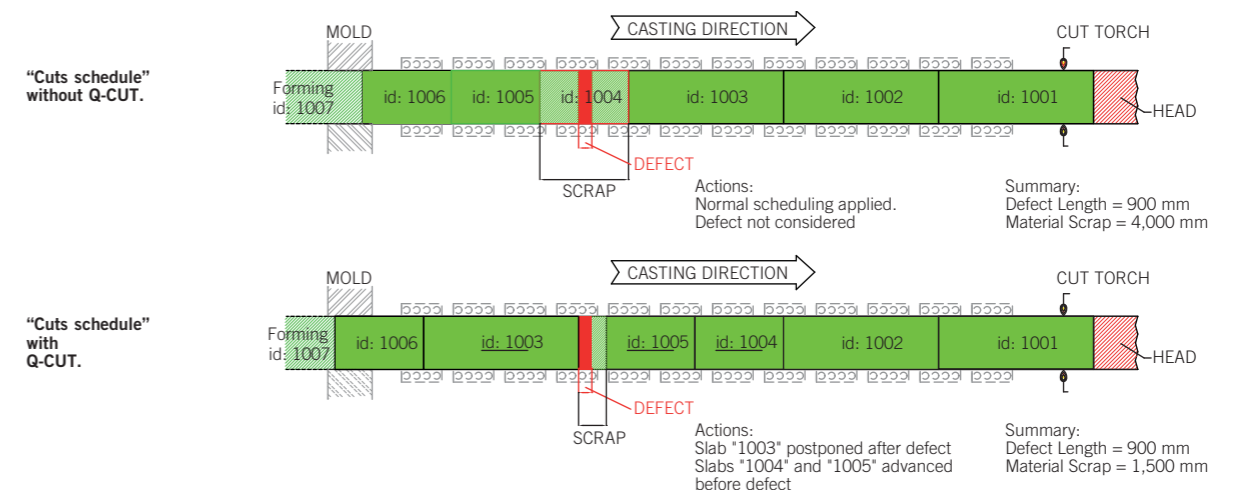 MOLD
CASTING DIRECTION
CUT TORCH
“Cuts schedule”
without Q-CUT.
Forming
id: 1007
id: 1006
id: 1005
id: 1004
id: 1003
id: 1002
id: 1001
HEAD
DEFECT
SCRAP
Actions:
Normal scheduling applied.
Defect not considered
Summary:
Defect Length = 900 mm
Material Scrap = 4,000 mm
MOLD
CASTING DIRECTION
CUT TORCH
“Cuts schedule”
with
Q-CUT.
Forming
id: 1007
id: 1006
id: 1003
id: 1005
id: 1004
id: 1002
id: 1001
HEAD
DEFECT
SCRAP
Actions:
Slab "1003" postponed after defect
Slabs "1004" and "1005" advanced
before defect
Summary:
Defect Length = 900 mm
Material Scrap = 1,500 mm